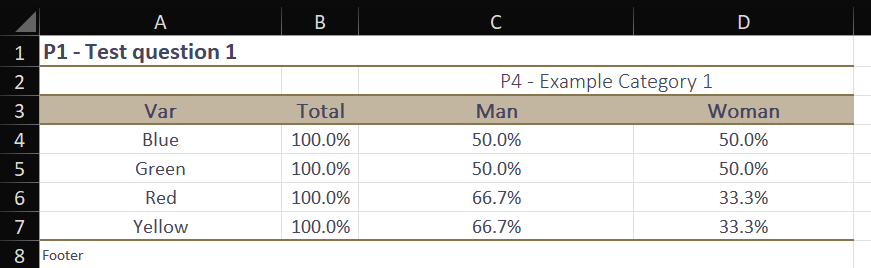 A B C D
1 P1 - Test question 1
2 P4 - Example Category 1
3 Var Total Man Woman
4 Blue 100.0% 50.0% 50.0%
5 Green 100.0% 50.0% 50.0%
6 Red 100.0% 66.7% 33.3%
7 Yellow 100.0% 66.7% 33.3%
8 Footer